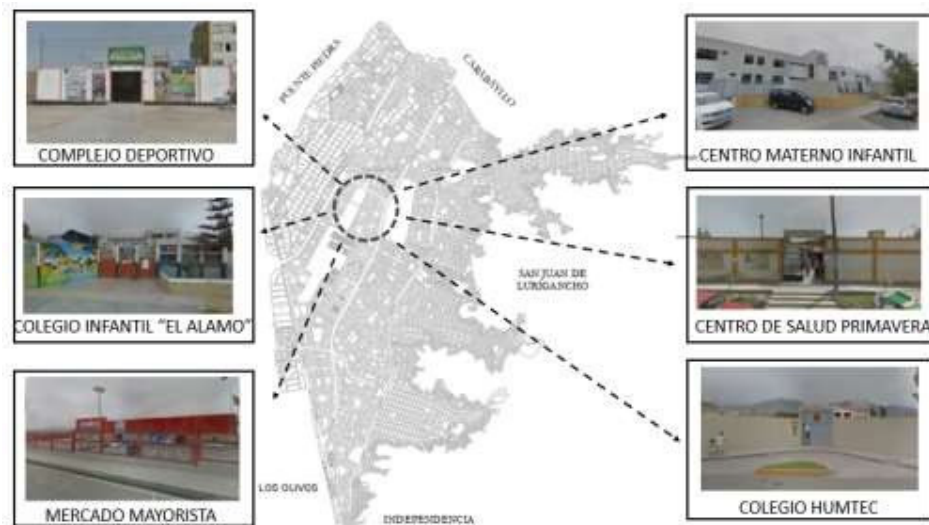 COMPLEJO DEPORTIVO
COLEGIO INFANTIL "EL ALAMO"
MERCADO MAYORISTA
PUENTE PIEDRA
CARABAYLLO
SAN JUAN DE
LURIGANCHO
LOS OLIVOS
INDEPENDENCIA
CENTRO MATERNO INFANTIL
CENTRO DE SALUD PRIMAVERA
COLEGIO HUMTEC